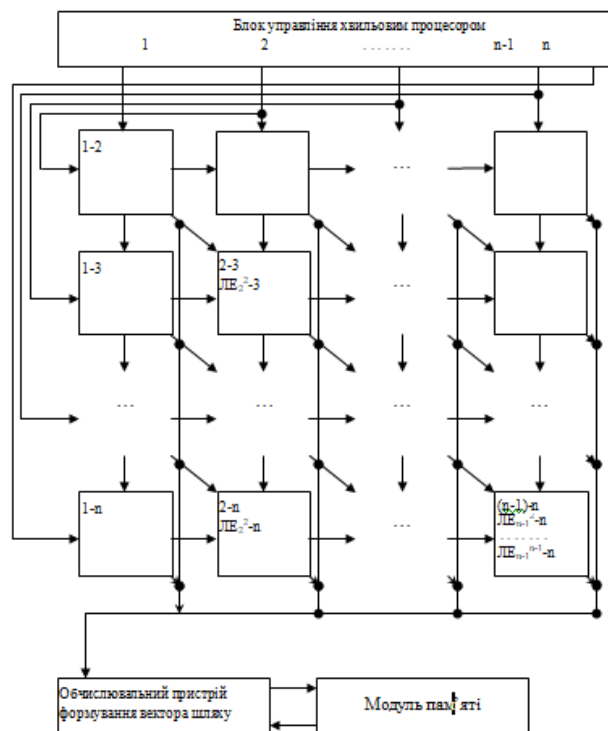 Блок управління хвильовим процесором
1 2 ........ n-1 n
1-2
...
1-3
2-3
ЛЕ₂²-3
...
... ... ... ...
1-n
2-n
ЛЕ₂²-n
...
(n-1)-n
ЛЕₙ₋₁²-n
........
ЛЕₙ₋₁ⁿ⁻¹-n
Обчислювальний пристрій
формування вектора шляху
Модуль пам'яті